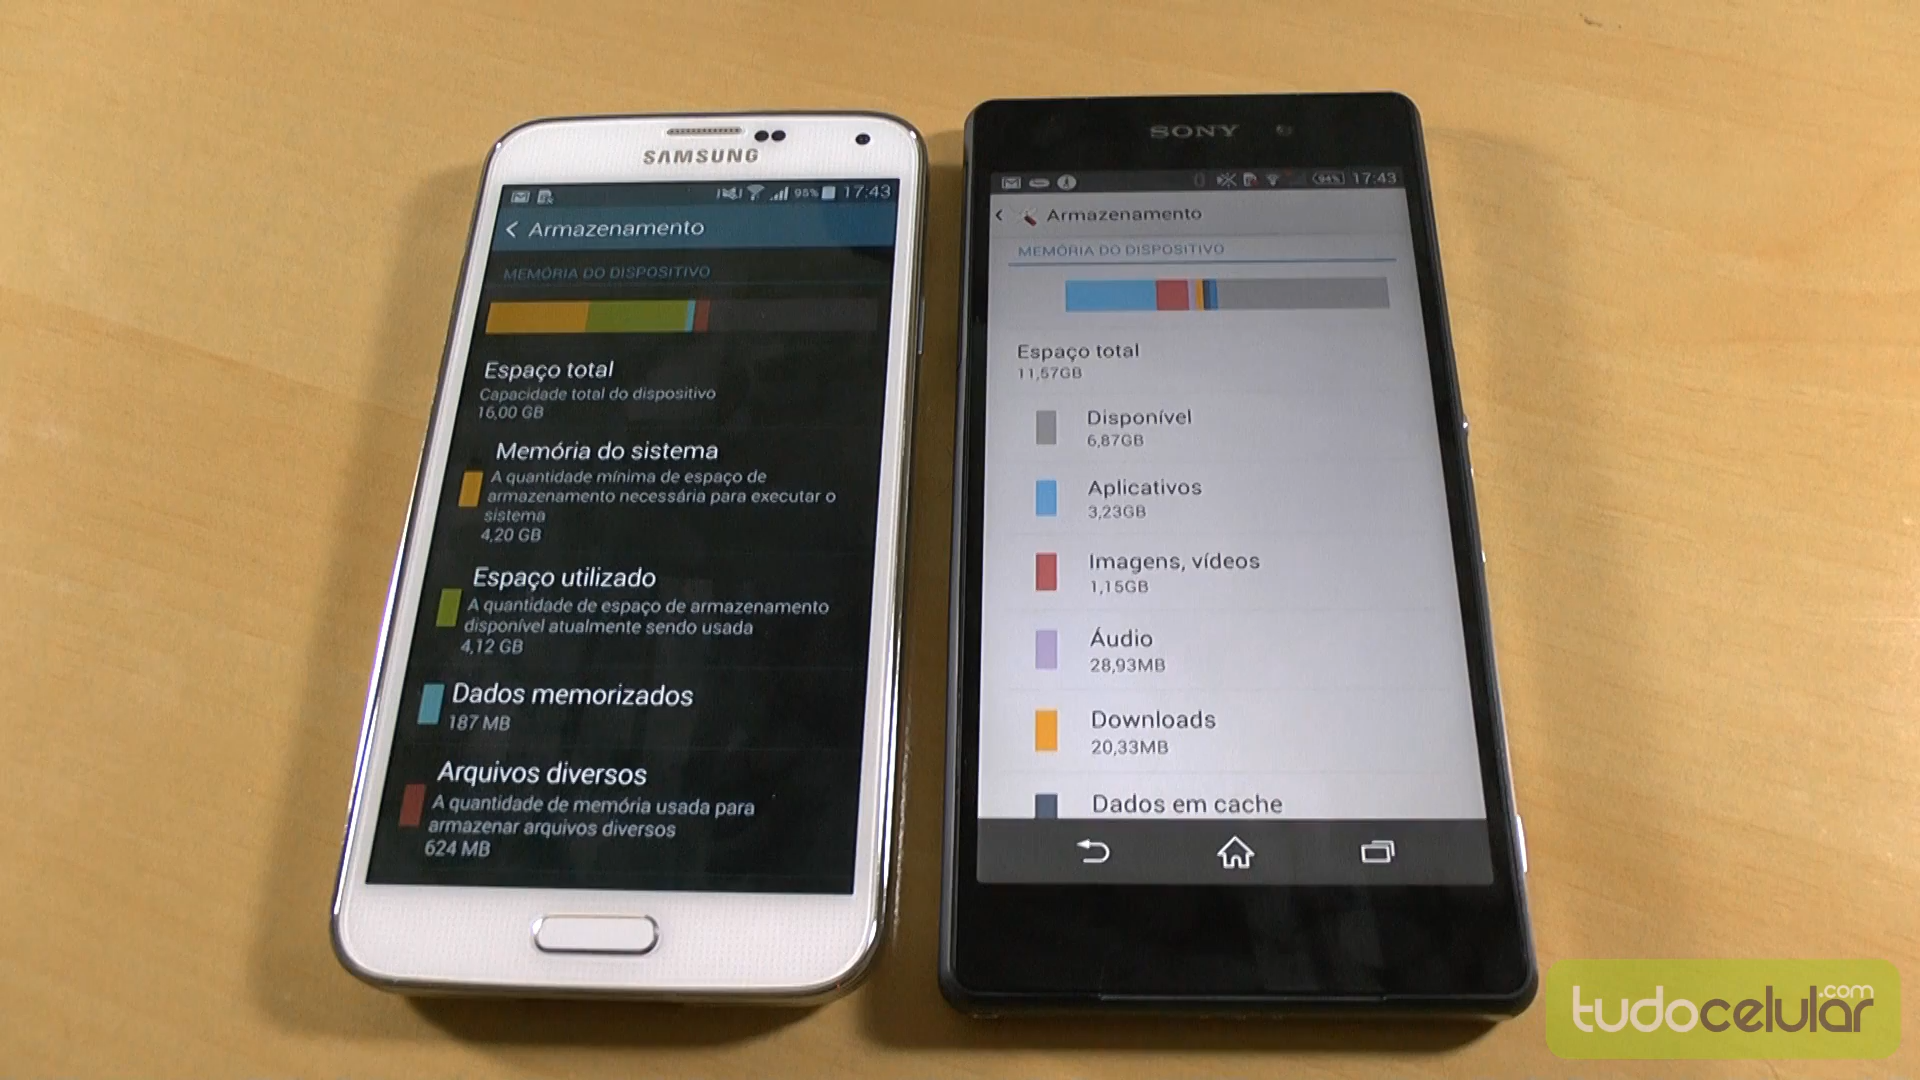 SAMSUNG
95% 17:43
< Armazenamento
MEMÓRIA DO DISPOSITIVO
Espaço total
Capacidade total do dispositivo
16,00 GB
Memória do sistema
A quantidade mínima de espaço de
armazenamento necessária para executar o
sistema
4,20 GB
Espaço utilizado
A quantidade de espaço de armazenamento
disponível atualmente sendo usada
4,12 GB
Dados memorizados
187 MB
Arquivos diversos
A quantidade de memória usada para
armazenar arquivos diversos
624 MB
SONY
94% 17:43
< Armazenamento
MEMÓRIA DO DISPOSITIVO
Espaço total
11,57GB
Disponível
6,87GB
Aplicativos
3,23GB
Imagens, vídeos
1,15GB
Áudio
28,93MB
Downloads
20,33MB
Dados em cache
tudocelular.com